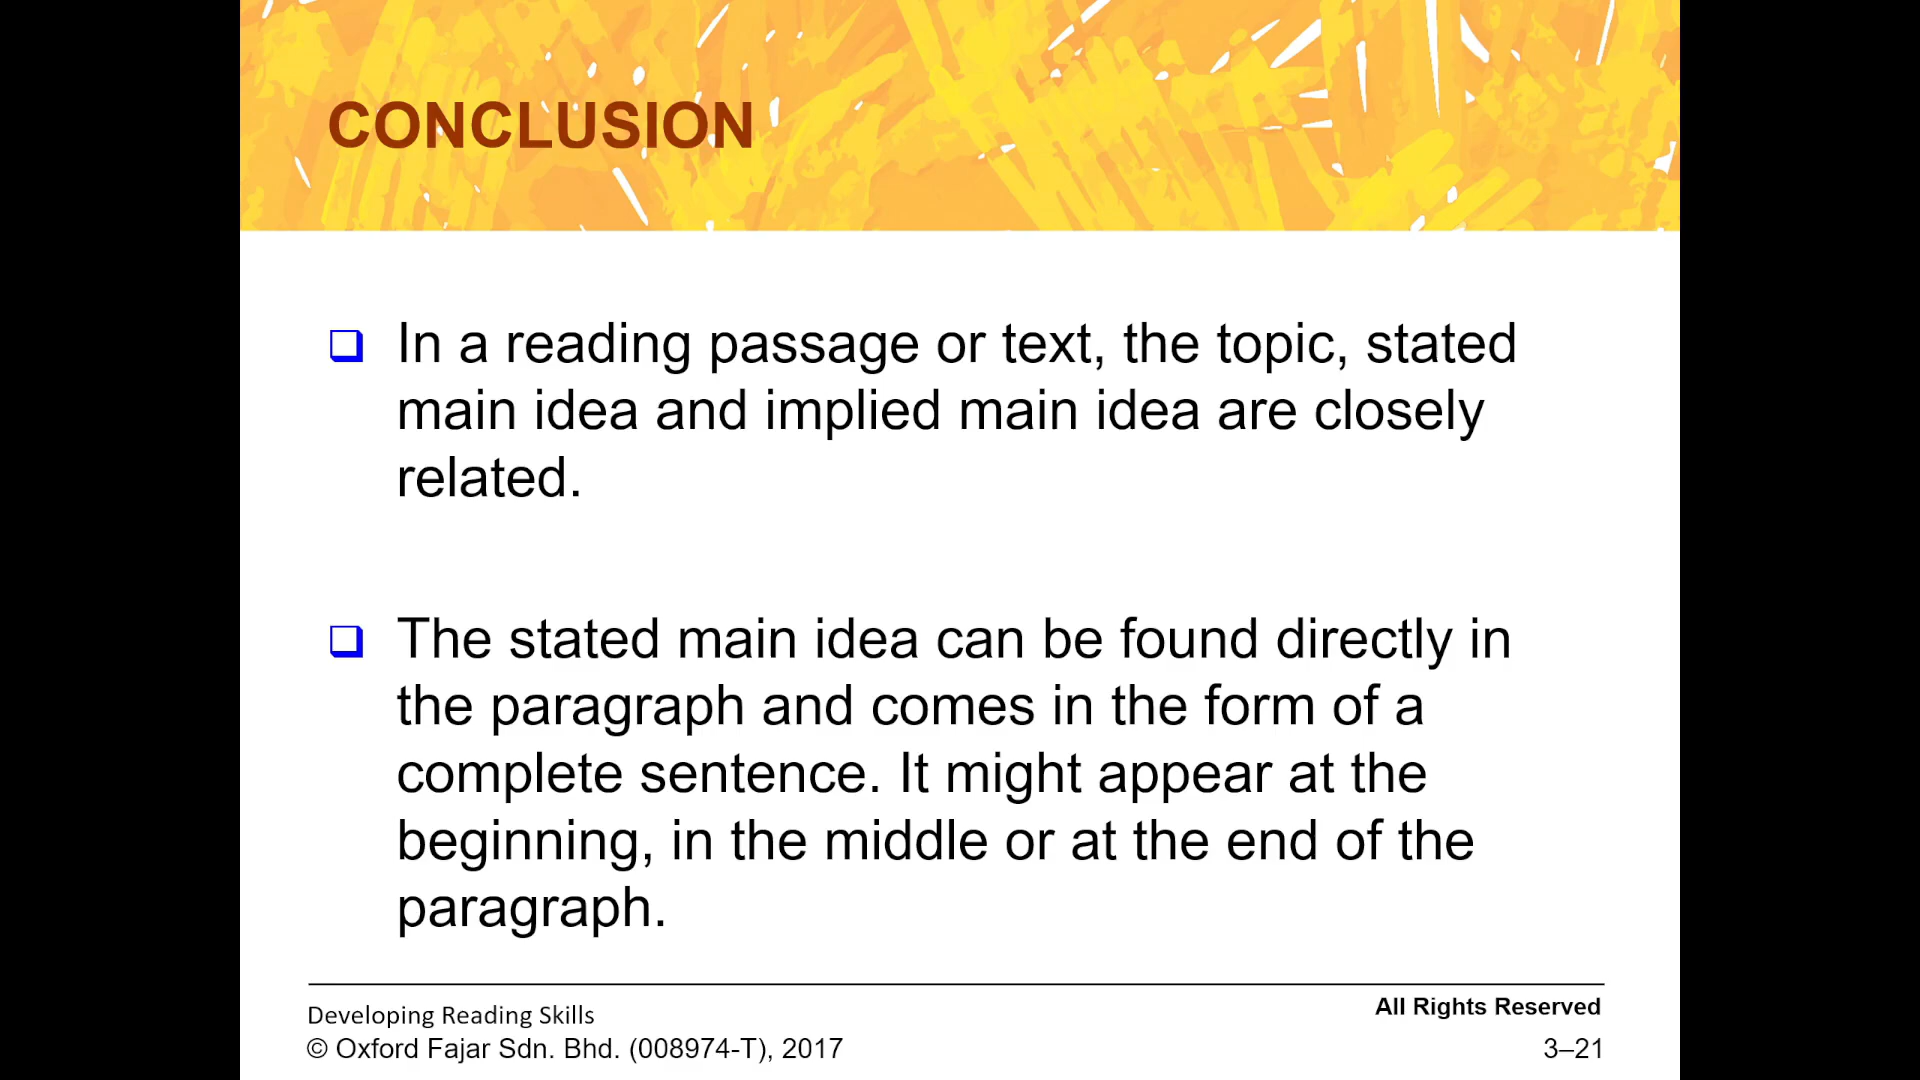 CONCLUSION
In a reading passage or text, the topic, stated
main idea and implied main idea are closely
related.
The stated main idea can be found directly in
the paragraph and comes in the form of a
complete sentence. It might appear at the
beginning, in the middle or at the end of the
paragraph.
Developing Reading Skills
All Rights Reserved
© Oxford Fajar Sdn. Bhd. (008974-T), 2017
3–21